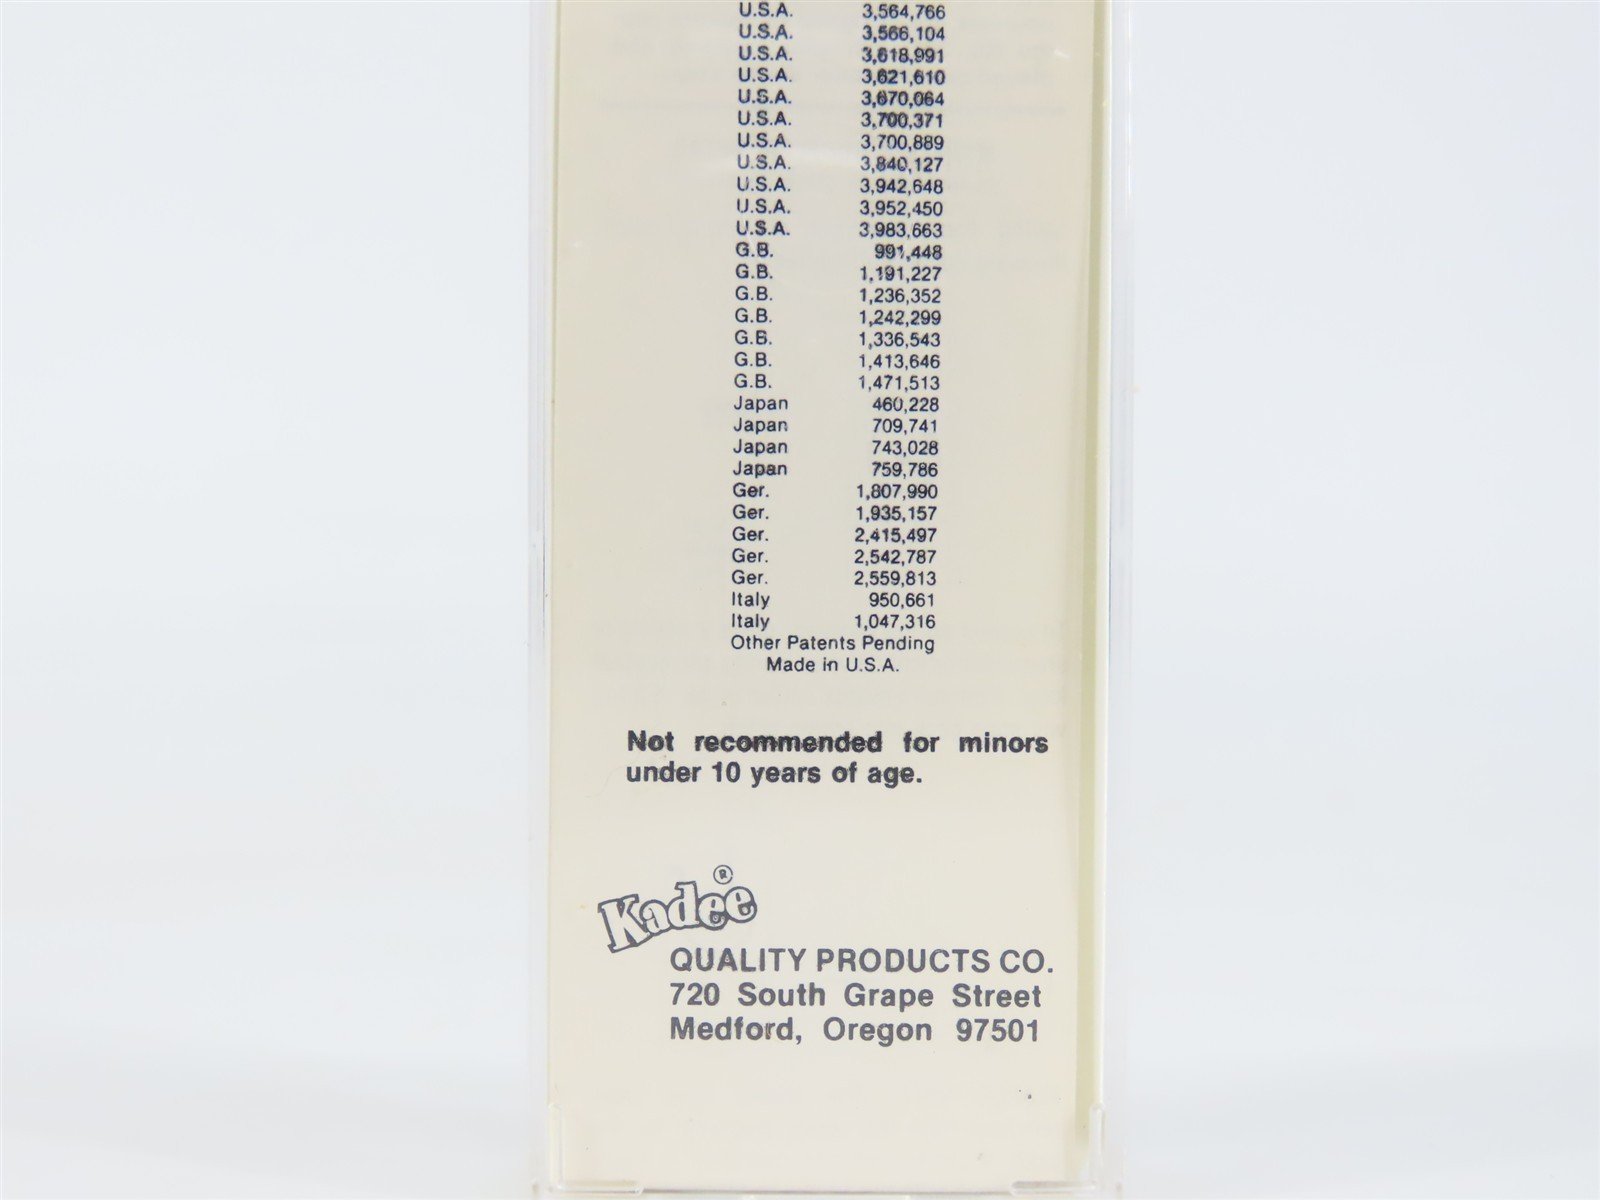 U.S.A. 3,564,766
U.S.A. 3,566,104
U.S.A. 3,618,991
U.S.A. 3,621,610
U.S.A. 3,670,064
U.S.A. 3,700,371
U.S.A. 3,700,889
U.S.A. 3,840,127
U.S.A. 3,942,648
U.S.A. 3,952,450
U.S.A. 3,983,663
G.B. 991,448
G.B. 1,191,227
G.B. 1,236,352
G.B. 1,242,299
G.B. 1,336,543
G.B. 1,413,646
G.B. 1,471,513
Japan 460,228
Japan 709,741
Japan 743,028
Japan 759,786
Ger. 1,807,990
Ger. 1,935,157
Ger. 2,415,497
Ger. 2,542,787
Ger. 2,559,813
Italy 950,661
Italy 1,047,316
Other Patents Pending
Made in U.S.A.
Not recommended for minors
under 10 years of age.
Kadee ®
QUALITY PRODUCTS CO.
720 South Grape Street
Medford, Oregon 97501